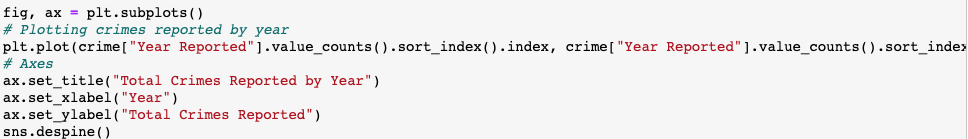 fig, ax = plt.subplots()
# Plotting crimes reported by year
plt.plot(crime["Year Reported"].value_counts().sort_index().index, crime["Year Reported"].value_counts().sort_index
# Axes
ax.set_title("Total Crimes Reported by Year")
ax.set_xlabel("Year")
ax.set_ylabel("Total Crimes Reported")
sns.despine()